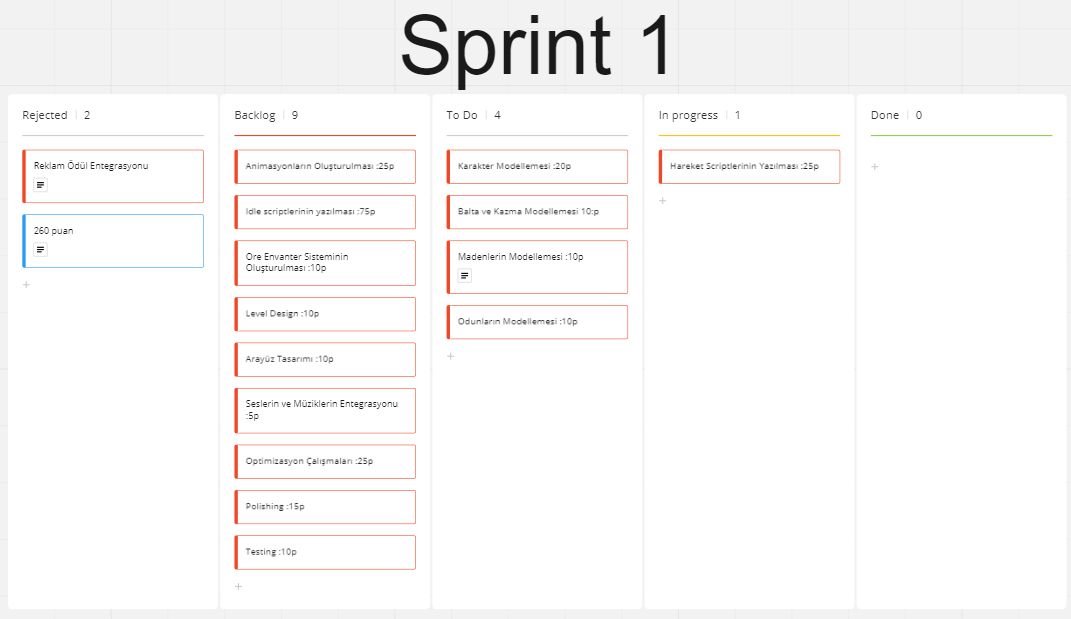 Sprint 1
Rejected 2
Reklam Ödül Entegrasyonu
260 puan
Backlog 9
Animasyonların Oluşturulması :25p
Idle scriptlerinin yazılması :75p
Ore Envanter Sisteminin
Oluşturulması :10p
Level Design :10p
Arayüz Tasarımı :10p
Seslerin ve Müziklerin Entegrasyonu
:5p
Optimizasyon Çalışmaları :25p
Polishing :15p
Testing :10p
To Do 4
Karakter Modellemesi :20p
Balta ve Kazma Modellemesi 10:p
Madenlerin Modellemesi :10p
Odunların Modellemesi :10p
In progress 1
Hareket Scriptlerinin Yazılması :25p
Done 0